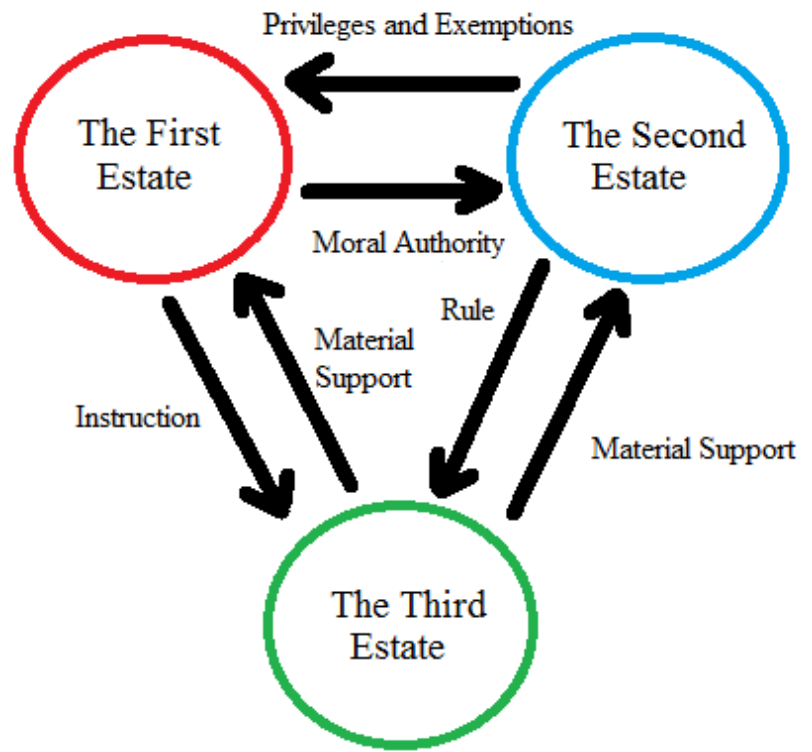 Privileges and Exemptions
The First
Estate
The Second
Estate
Moral Authority
Rule
Material
Support
Instruction
Material Support
The Third
Estate